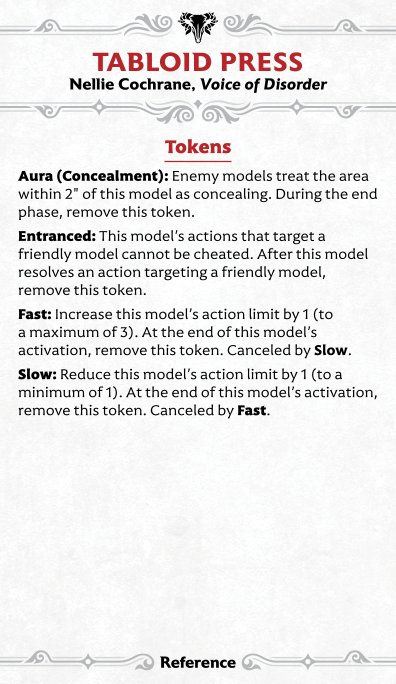 TABLOID PRESS
Nellie Cochrane, Voice of Disorder
Tokens
Aura (Concealment): Enemy models treat the area
within 2" of this model as concealing. During the end
phase, remove this token.
Entranced: This model's actions that target a
friendly model cannot be cheated. After this model
resolves an action targeting a friendly model,
remove this token.
Fast: Increase this model's action limit by 1 (to
a maximum of 3). At the end of this model's
activation, remove this token. Canceled by Slow.
Slow: Reduce this model's action limit by 1 (to a
minimum of 1). At the end of this model's activation,
remove this token. Canceled by Fast.
Reference